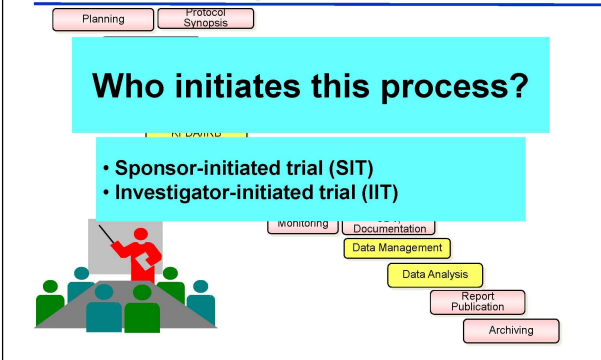 Planning
Protocol
Synopsis
Who initiates this process?
• Sponsor-initiated trial (SIT)
• Investigator-initiated trial (IIT)
Monitoring
Documentation
Data Management
Data Analysis
Report
Publication
Archiving